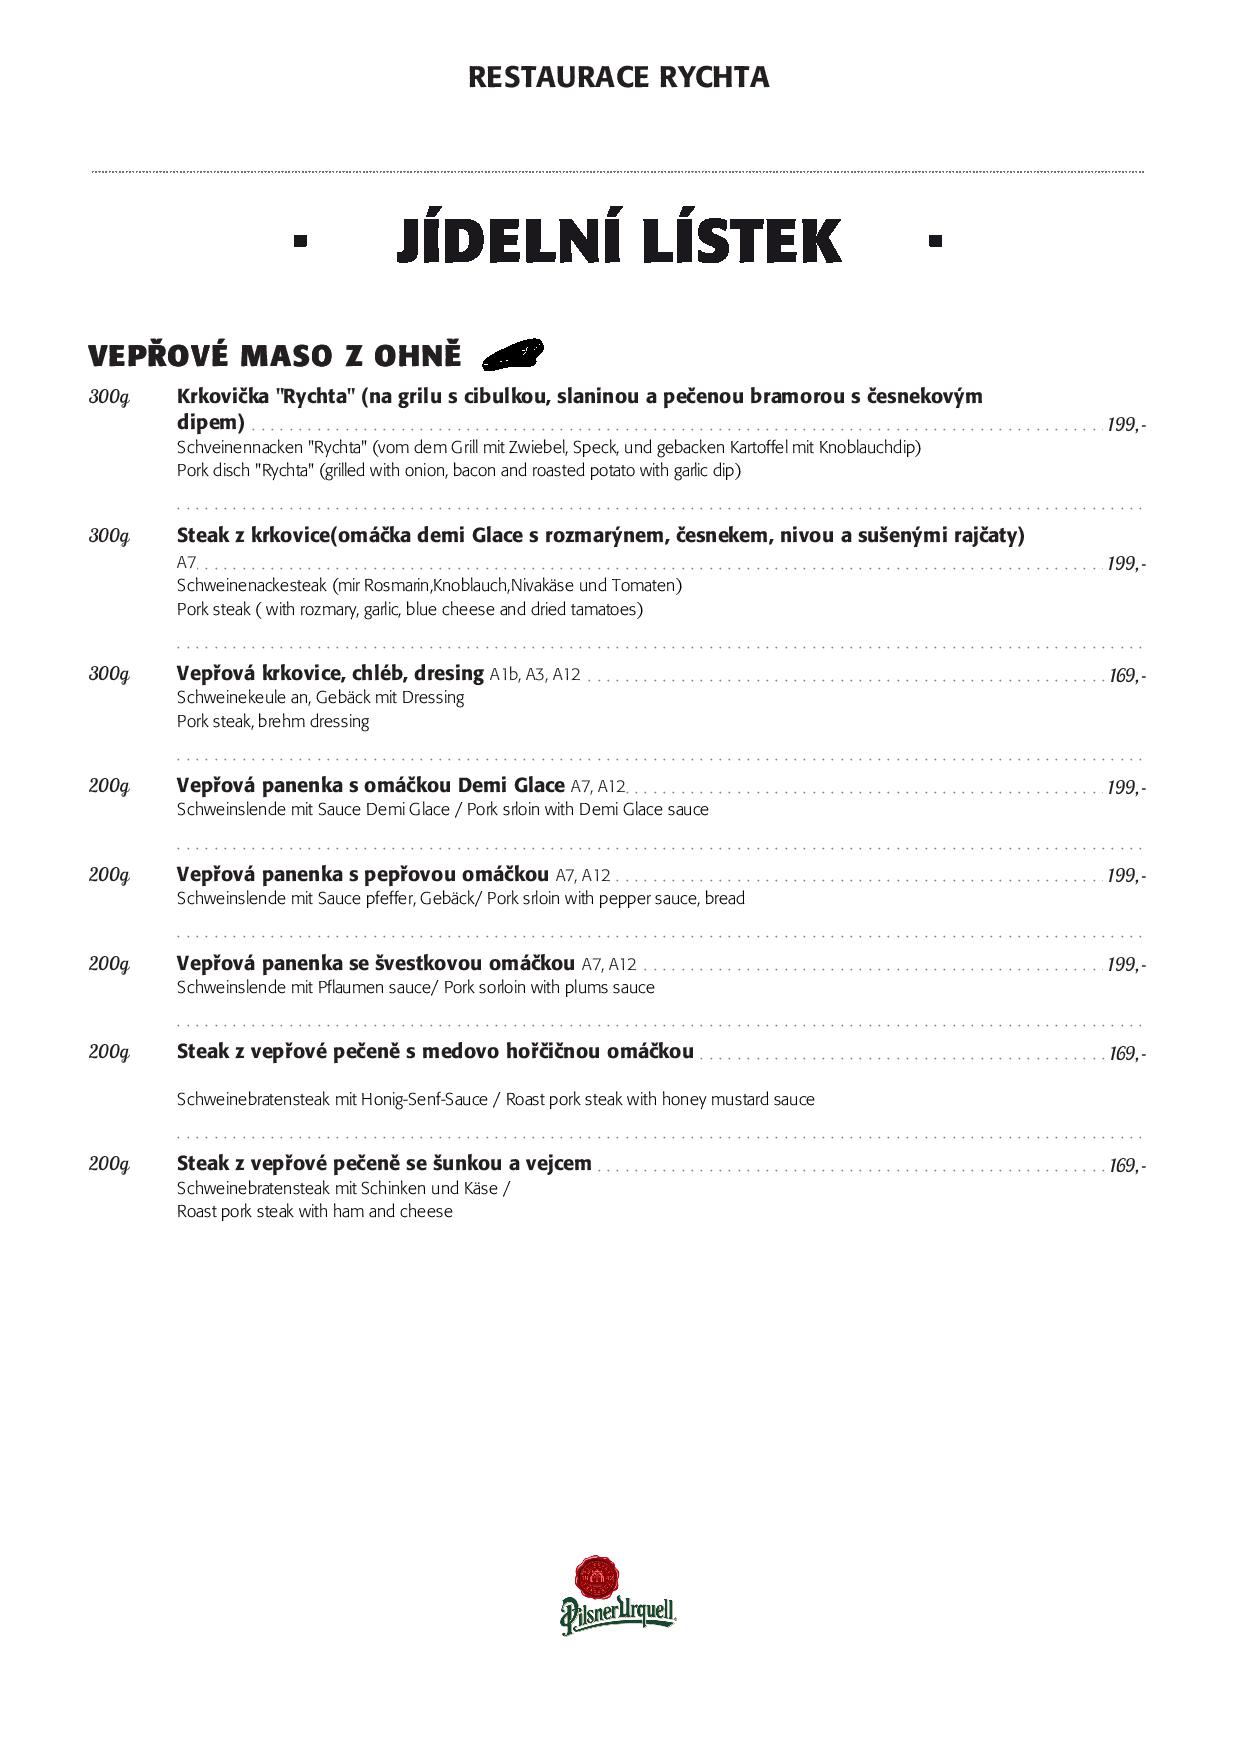 RESTAURACE RYCHTA
JÍDELNÍ LÍSTEK
VEPŘOVÉ MASO Z OHNĚ
300g Krkovička "Rychta" (na grilu s cibulkou, slaninou a pečenou bramorou s česnekovým
dipem) 199,-
Schveinennacken "Rychta" (vom dem Grill mit Zwiebel, Speck, und gebacken Kartoffel mit Knoblauchdip)
Pork disch "Rychta" (grilled with onion, bacon and roasted potato with garlic dip)
300g Steak z krkovice(omáčka demi Glace s rozmarýnem, česnekem, nivou a sušenými rajčaty)
A7 199,-
Schweinenackesteak (mir Rosmarin,Knoblauch,Nivakäse und Tomaten)
Pork steak ( with rozmary, garlic, blue cheese and dried tamatoes)
300g Vepřová krkovice, chléb, dresing A1b, A3, A12 169,-
Schweinekeule an, Gebäck mit Dressing
Pork steak, brehm dressing
200g Vepřová panenka s omáčkou Demi Glace A7, A12 199,-
Schweinslende mit Sauce Demi Glace / Pork srloin with Demi Glace sauce
200g Vepřová panenka s pepřovou omáčkou A7, A12 199,-
Schweinslende mit Sauce pfeffer, Gebäck/ Pork srloin with pepper sauce, bread
200g Vepřová panenka se švestkovou omáčkou A7, A12 199,-
Schweinslende mit Pflaumen sauce/ Pork sorloin with plums sauce
200g Steak z vepřové pečeně s medovo hořčičnou omáčkou 169,-
Schweinebratensteak mit Honig-Senf-Sauce / Roast pork steak with honey mustard sauce
200g Steak z vepřové pečeně se šunkou a vejcem 169,-
Schweinebratensteak mit Schinken und Käse /
Roast pork steak with ham and cheese
Pilsner Urquell